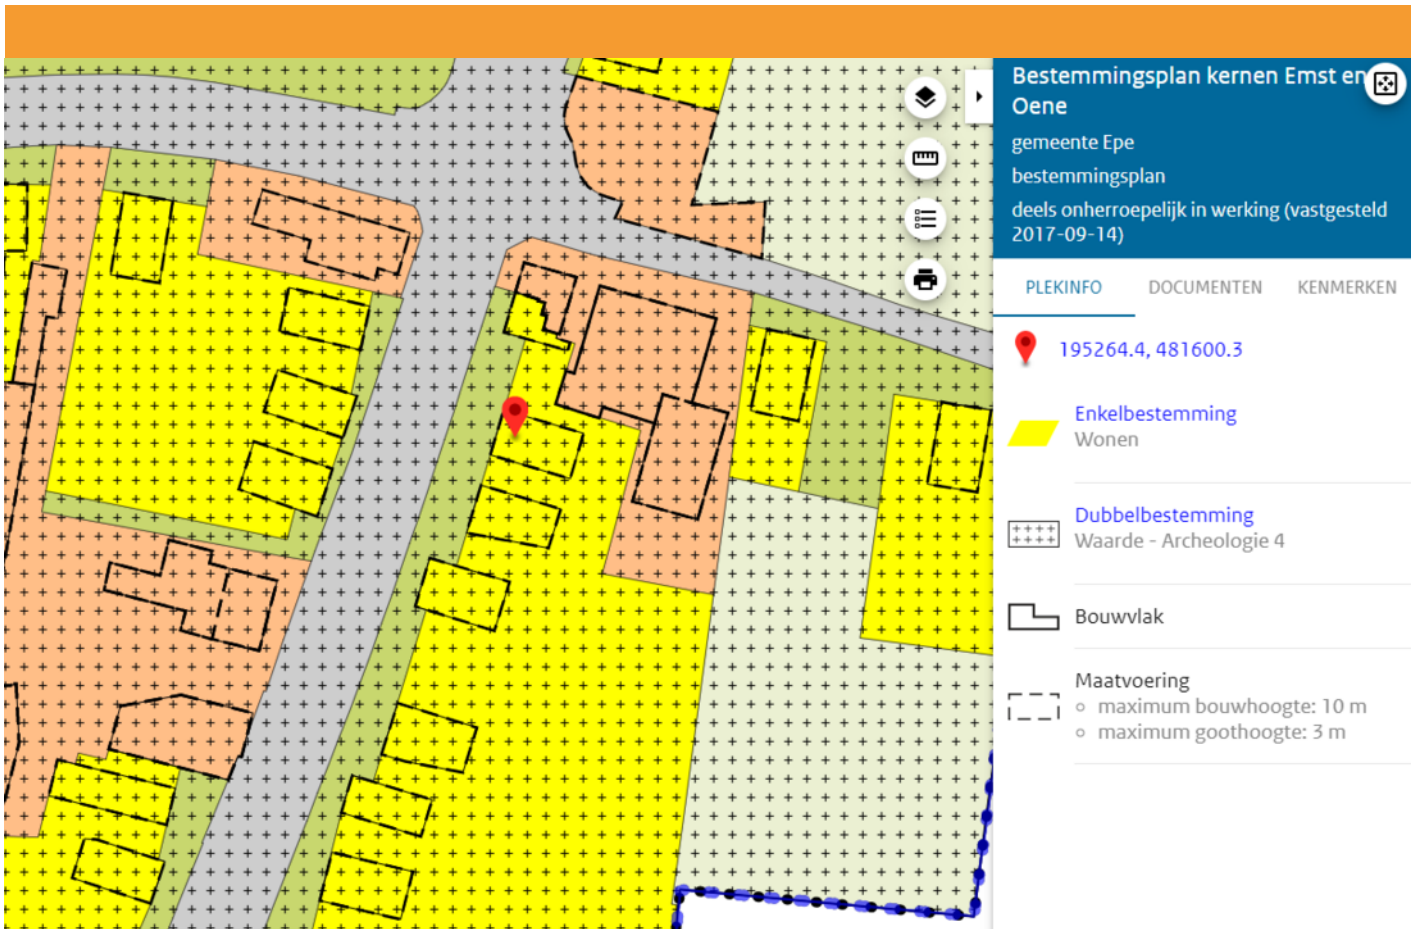 Bestemmingsplan kernen Emst en
Oene
gemeente Epe
bestemmingsplan
deels onherroepelijk in werking (vastgesteld
2017-09-14)
PLEKINFO DOCUMENTEN KENMERKEN
195264.4, 481600.3
Enkelbestemming
Wonen
Dubbelbestemming
Waarde - Archeologie 4
Bouwvlak
Maatvoering
maximum bouwhoogte: 10 m
maximum goothoogte: 3 m